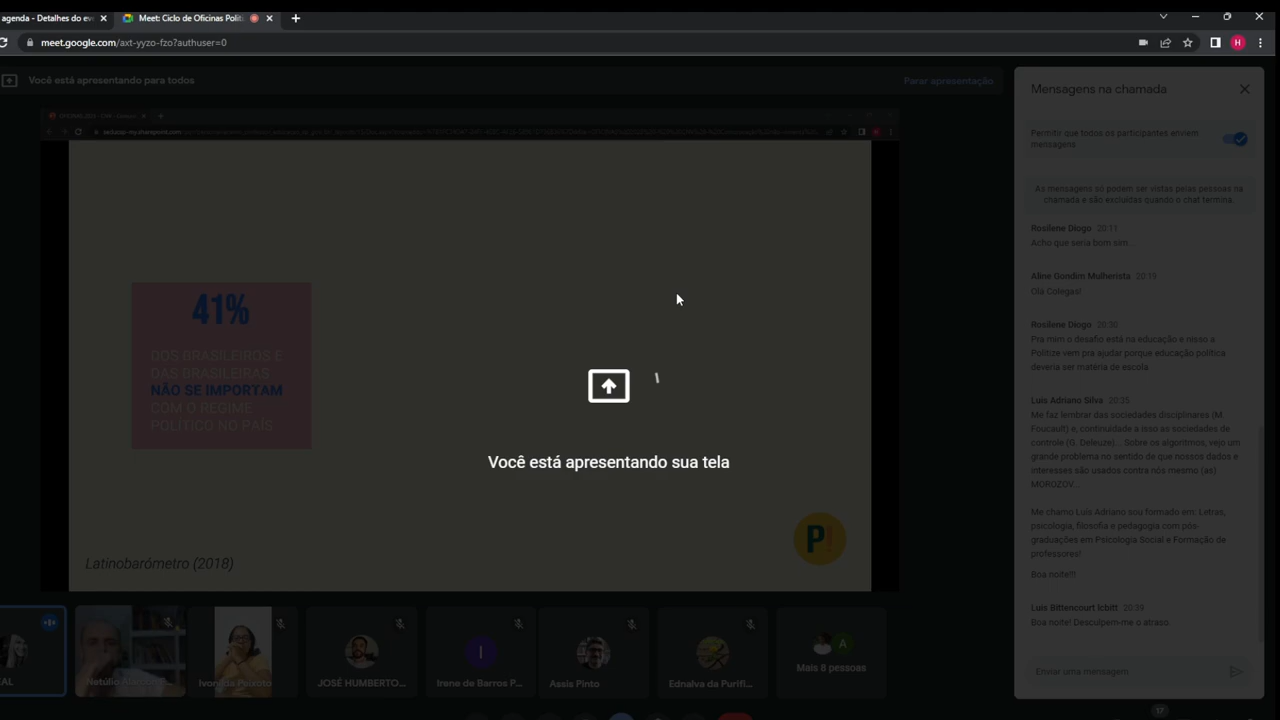 agenda - Detalhes do ev
Meet: Ciclo de Oficinas Políti
meet.google.com/axt-yyzo-fzo?authuser=0
H
Você está apresentando para todos
Parar apresentação
41%
DOS BRASILEIROS E
DAS BRASILEIRAS
NÃO SE IMPORTAM
COM O REGIME
POLÍTICO NO PAÍS
Você está apresentando sua tela
Latinobarómetro (2018)
P!
EAL
Netúlio Alarcon
Ivoneida Puzroto
JOSÉ HUMBERTO...
I
Irene de Barros P...
Assis Pinto
Ednalva da Purifi...
A
Mais 8 pessoas
Mensagens na chamada
Permitir que todos os participantes enviem
mensagens
As mensagens só podem ser vistas pelas pessoas na
chamada e são excluídas quando o chat termina.
Rosilene Diogo 20:11
Acho que seria bom sim...
Aline Gondim Mulherista 20:19
Olá Colegas!
Rosilene Diogo 20:30
Pra mim o desafio está na educação e nisso a
Politize vem pra ajudar porque educação política
deveria ser matéria de escola
Luis Adriano Silva 20:35
Me faz lembrar das sociedades disciplinares (M.
Foucault) e, continuidade a isso as sociedades de
controle (G. Deleuze)... Sobre os algoritmos, vejo um
grande problema no sentido de que nossos dados e
interesses são usados contra nós mesmo (as)
MOROZOV...
Me chamo Luis Adriano sou formado em: Letras,
psicologia, filosofia e pedagogia com pós-
graduações em Psicologia Social e Formação de
professores!
Boa noite!!!
Luis Bittencourt lcbitt 20:39
Boa noite! Desculpem-me o atraso.
Enviar uma mensagem
17